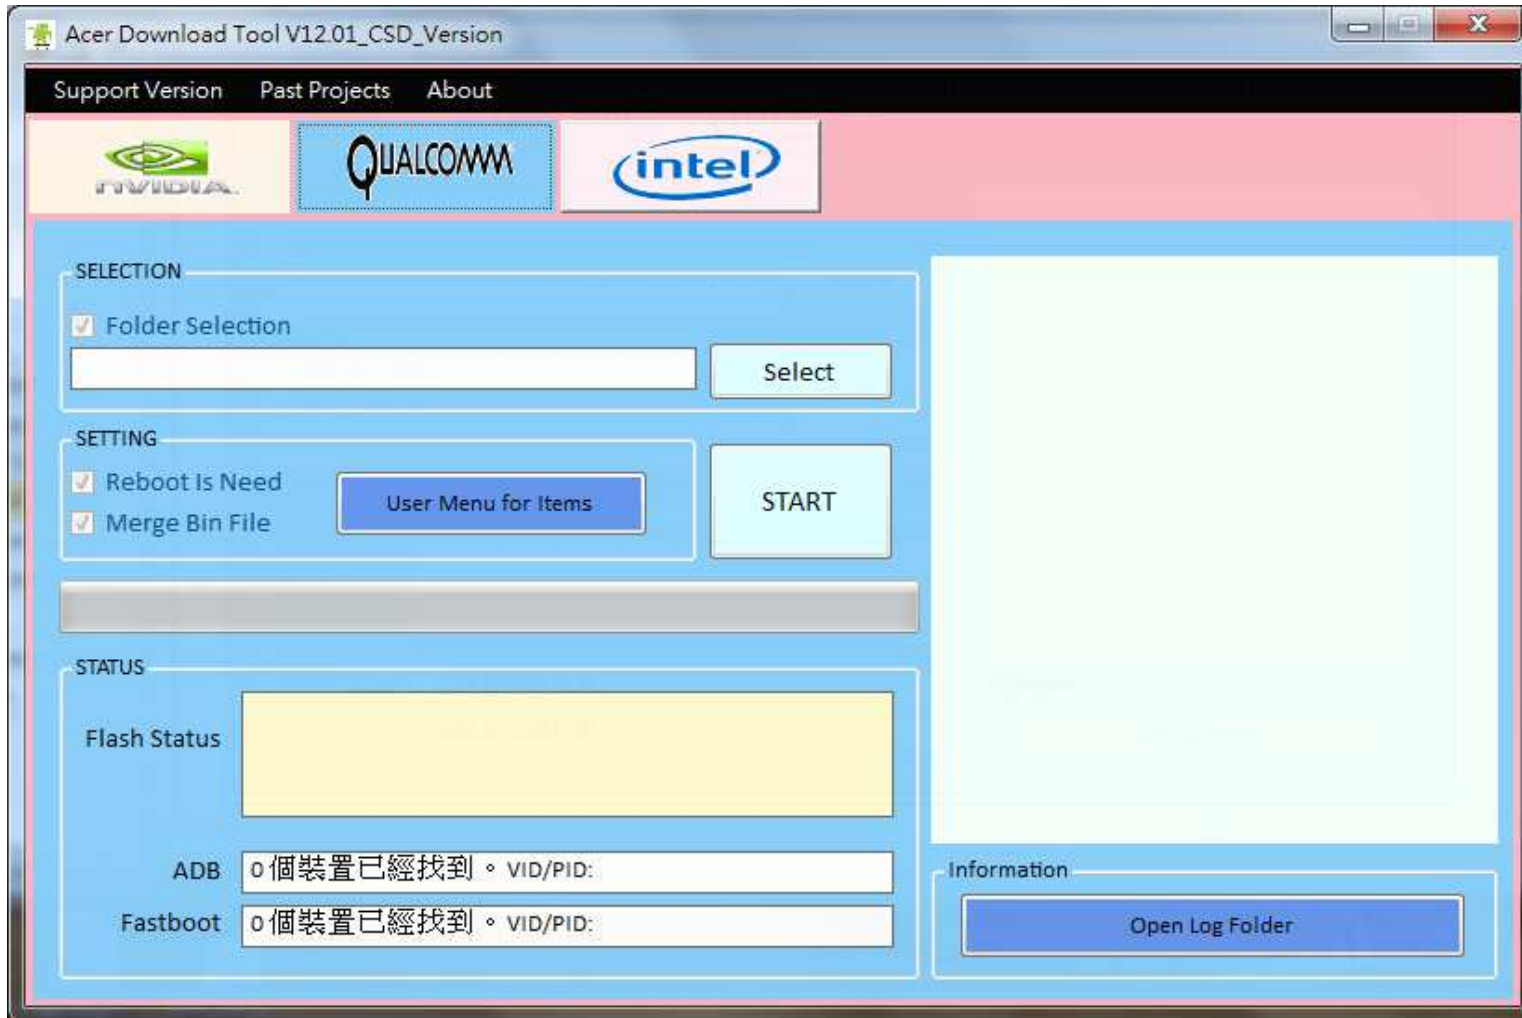 Acer Download Tool V12.01_CSD_Version
Support Version Past Projects About
NVIDIA. QUALCOMM intel
SELECTION
Folder Selection
Select
SETTING
Reboot Is Need
Merge Bin File
User Menu for Items
START
STATUS
Flash Status
ADB 0 個裝置已經找到。VID/PID:
Fastboot 0 個裝置已經找到。VID/PID:
Information
Open Log Folder